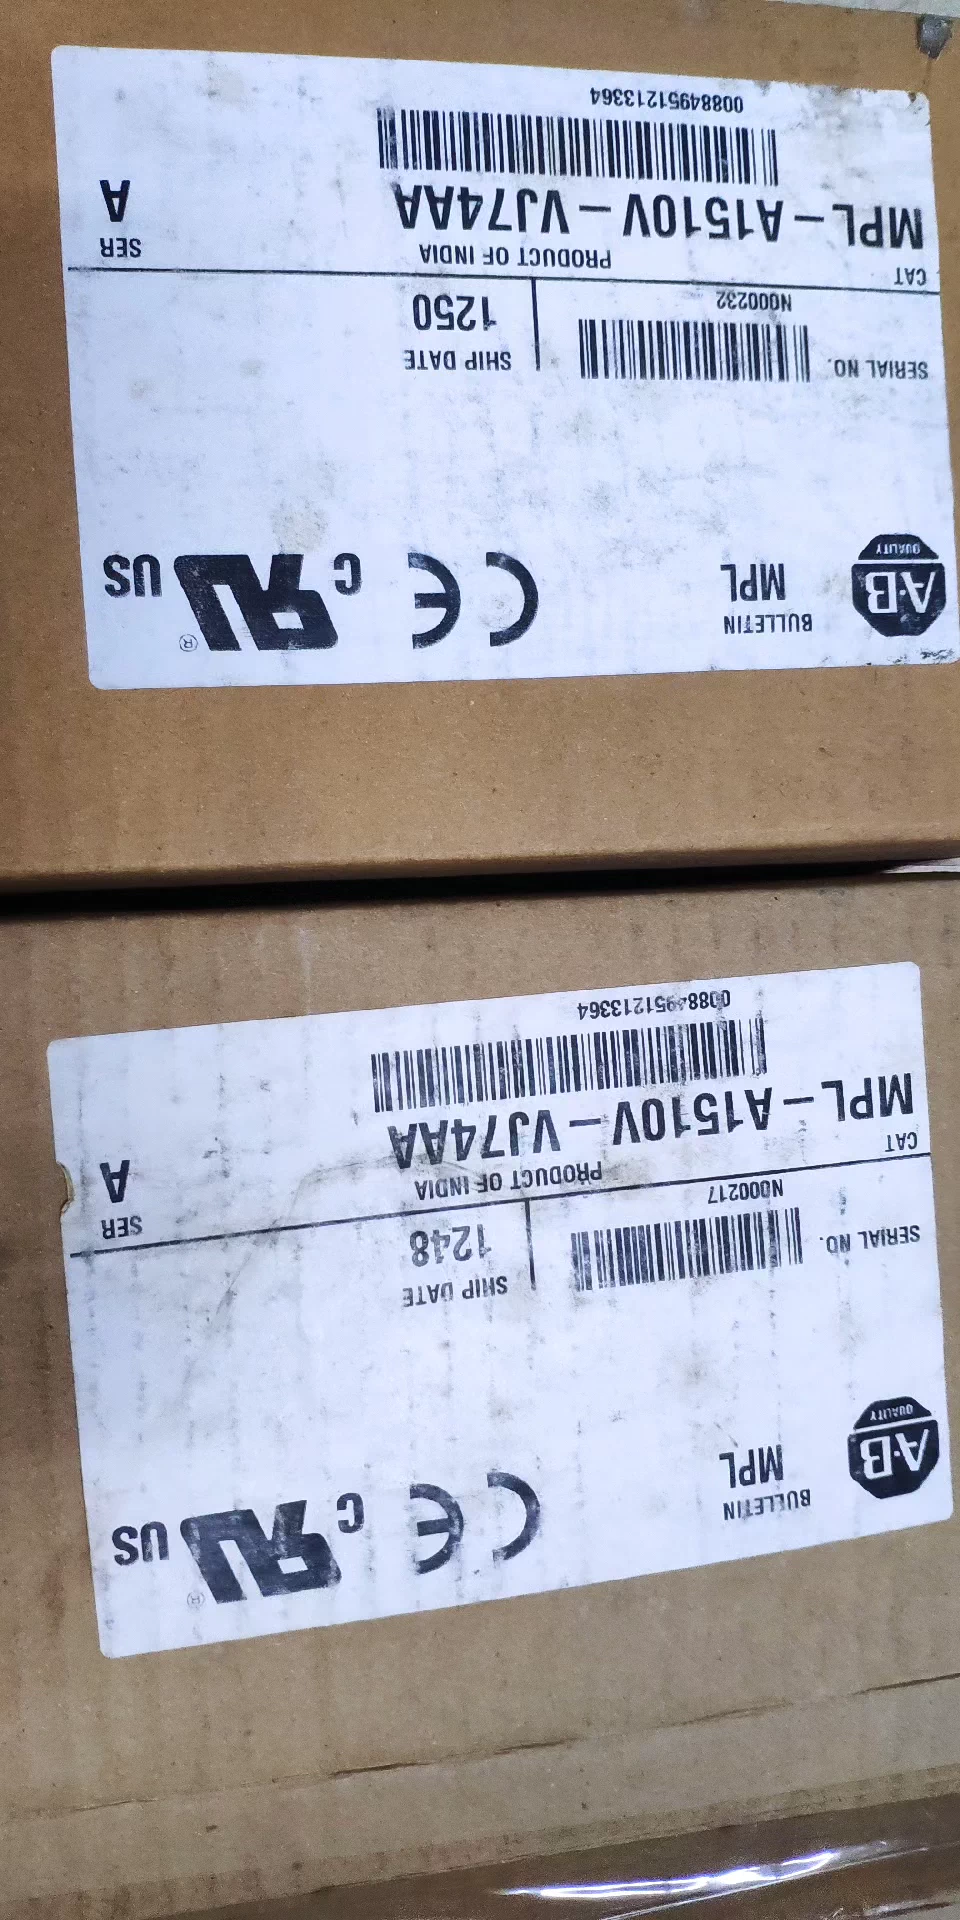 A-B
QUALITY
BULLETIN
MPL
CE
C
US
®
SERIAL NO.
N000217
SHIP DATE
1248
CAT
PRODUCT OF INDIA
SER
MPL-A1510V-VJ74AA
A
00884951213364
A-B
QUALITY
BULLETIN
MPL
CE
C
US
®
SERIAL NO.
N000232
SHIP DATE
1250
CAT
PRODUCT OF INDIA
SER
MPL-A1510V-VJ74AA
A
00884951213364